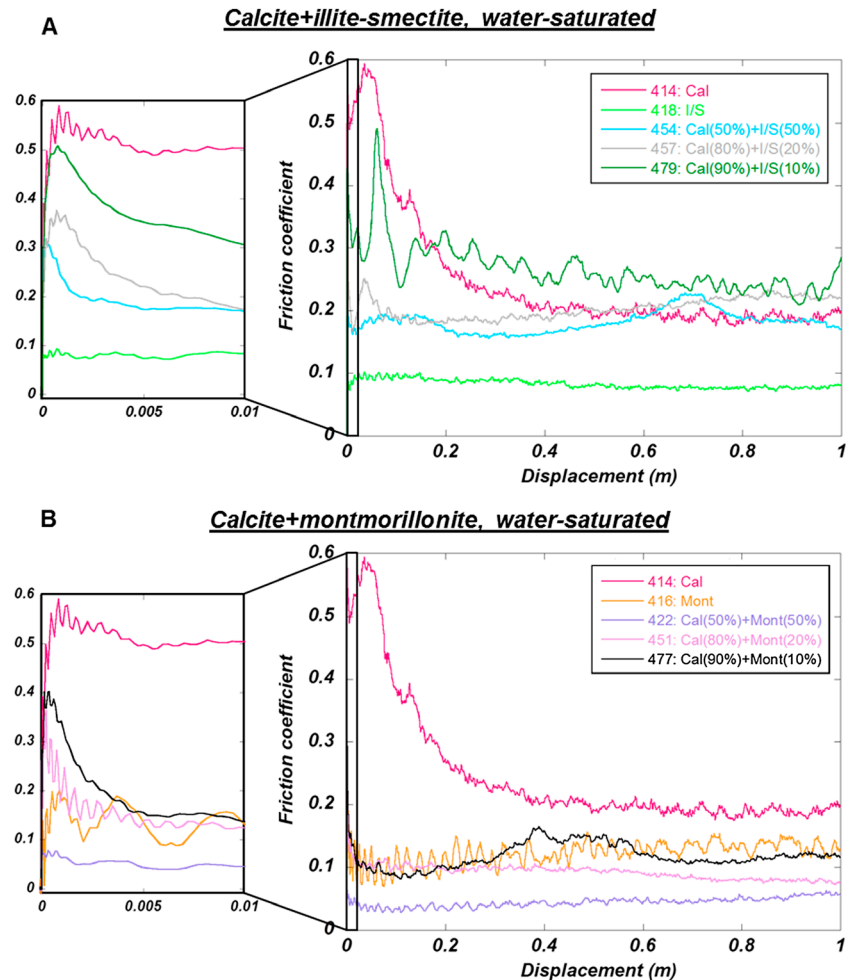 A
Calcite+illite-smectite, water-saturated
0.6
0.5
0.4
0.3
0.2
0.1
0
0
0.005
0.01
Friction coefficient
0.6
0.5
0.4
0.3
0.2
0.1
0
414: Cal
418: I/S
454: Cal(50%)+I/S(50%)
457: Cal(80%)+I/S(20%)
479: Cal(90%)+I/S(10%)
0
0.2
0.4
0.6
0.8
1
Displacement (m)
B
Calcite+montmorillonite, water-saturated
0.6
0.5
0.4
0.3
0.2
0.1
0
0
0.005
0.01
Friction coefficient
0.6
0.5
0.4
0.3
0.2
0.1
0
414: Cal
416: Mont
422: Cal(50%)+Mont(50%)
451: Cal(80%)+Mont(20%)
477: Cal(90%)+Mont(10%)
0
0.2
0.4
0.6
0.8
1
Displacement (m)